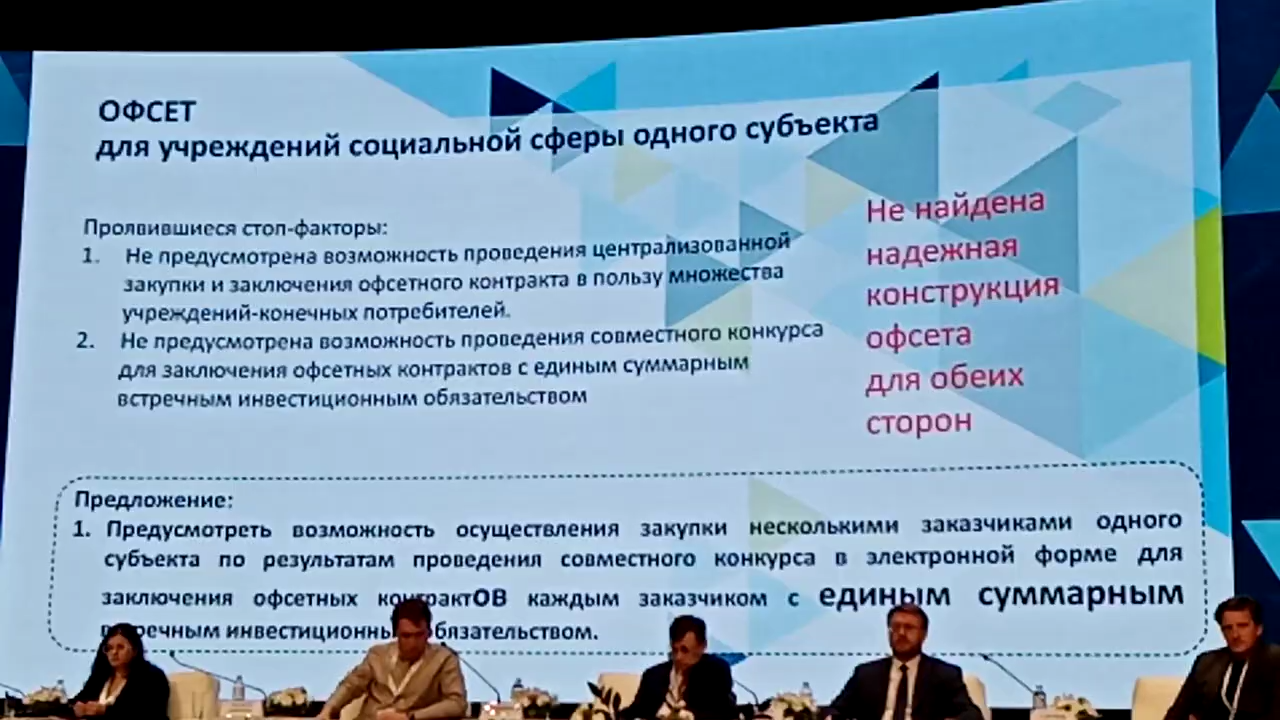 ОФСЕТ
для учреждений социальной сферы одного субъекта
Проявившиеся стоп-факторы:
1. Не предусмотрена возможность проведения централизованной
закупки и заключения офсетного контракта в пользу множества
учреждений-конечных потребителей.
2. Не предусмотрена возможность проведения совместного конкурса
для заключения офсетных контрактов с единым суммарным
встречным инвестиционным обязательством
Не найдена
надежная
конструкция
офсета
для обеих
сторон
Предложение:
1. Предусмотреть возможность осуществления закупки несколькими заказчиками одного
субъекта по результатам проведения совместного конкурса в электронной форме для
заключения офсетных контрактОВ каждым заказчиком с единым суммарным
встречным инвестиционным обязательством.